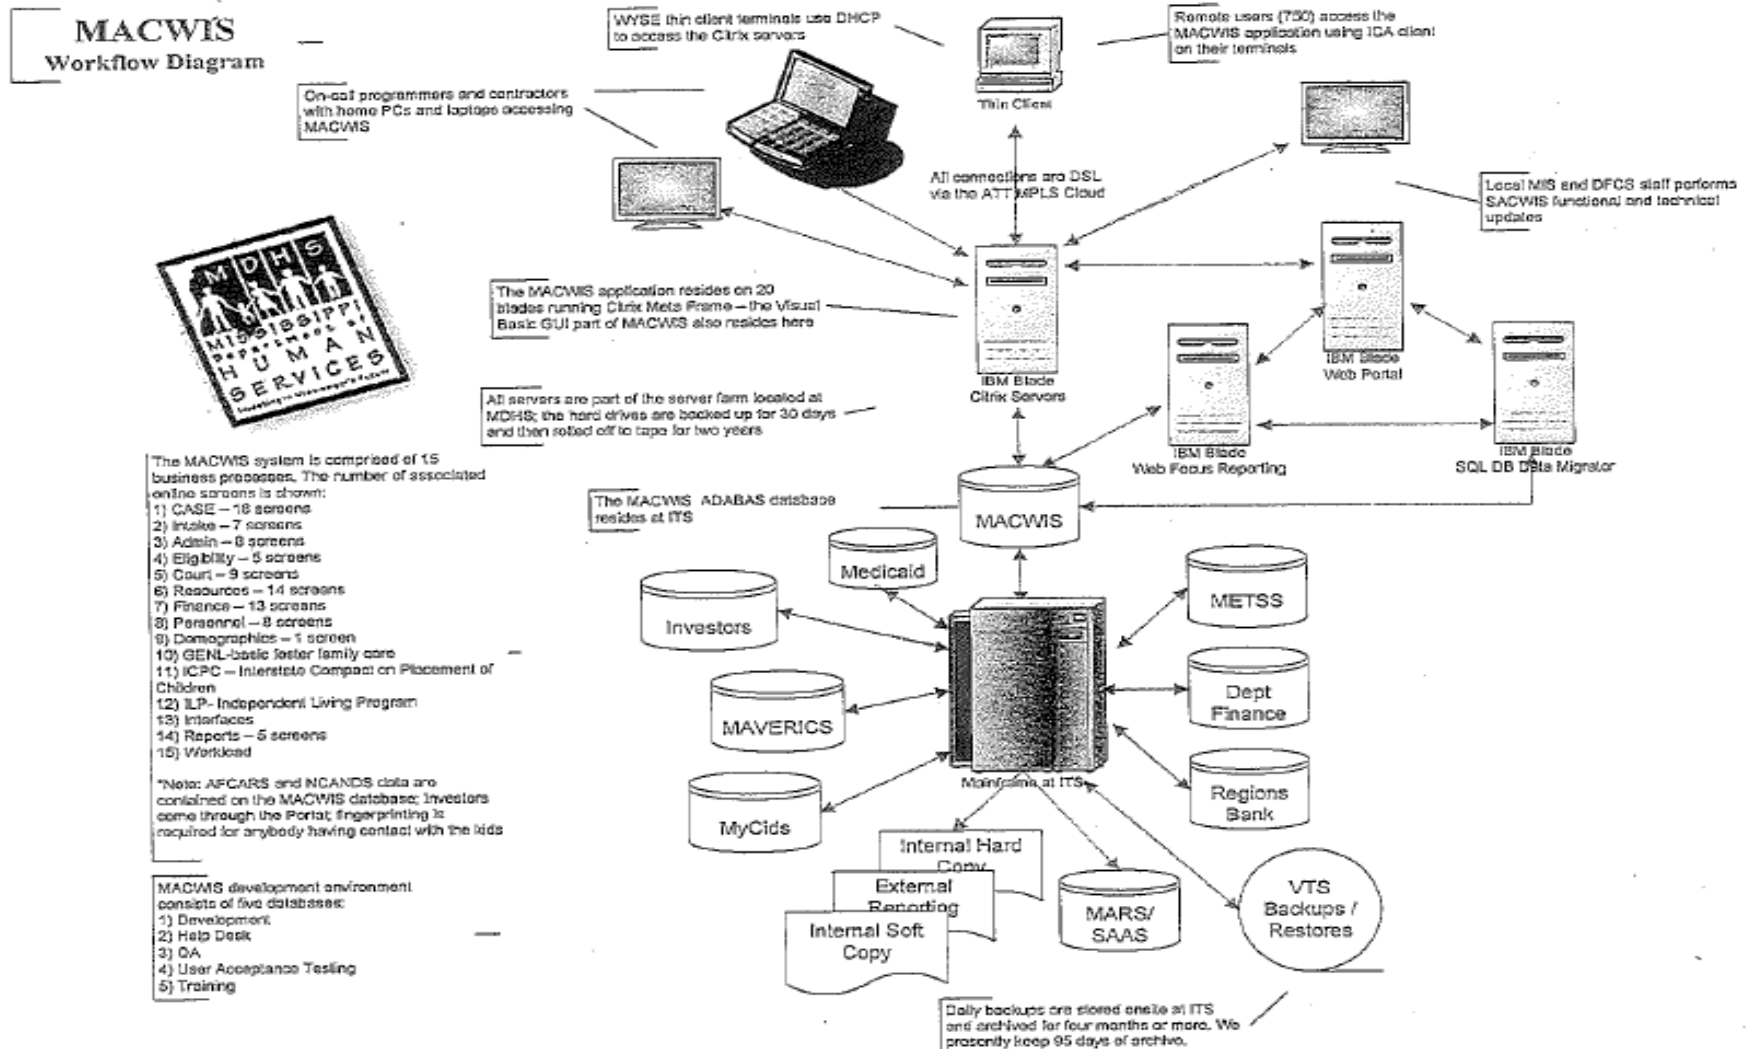 MACWIS
Workflow Diagram
WYSE thin client terminals use DHCP
to access the Citrix servers
Remote users (750) access the
MACWIS application using ICA client
on their terminals
On-call programmers and contractors
with home PCs and laptops accessing
MACWIS
Thin Client
All connections are DSL
via the ATT MPLS Cloud
Local MIS and DFCS staff performs
SACWIS functional and technical
updates
MDHS
MISSISSIPPI
DEPARTMENT OF
HUMAN
SERVICES
The MACWIS application resides on 20
blades running Citrix Meta Frame – the Visual
Basic GUI part of MACWIS also resides here
IBM Blade
Citrix Servers
IBM Blade
Web Portal
IBM Blade
Web Focus Reporting
IBM Blade
SQL DB Data Migrator
All servers are part of the server farm located at
MDHS; the hard drives are backed up for 30 days
and then rolled off to tape for two years
The MACWIS system is comprised of 15
business processes. The number of associated
online screens is shown:
1) CASE – 18 screens
2) Intake – 7 screens
3) Admin – 8 screens
4) Eligibility – 5 screens
5) Court – 9 screens
6) Resources – 14 screens
7) Finance – 13 screens
8) Personnel – 8 screens
9) Demographics – 1 screen
10) GENL-basic foster family care
11) ICPC – Interstate Compact on Placement of
Children
12) ILP- Independent Living Program
13) Interfaces
14) Reports – 5 screens
15) Workload
*Note: AFCARS and NCANDS data are
contained on the MACWIS database; Investors
come through the Portal; fingerprinting is
required for anybody having contact with the kids
MACWIS development environment
consists of five databases:
1) Development
2) Help Desk
3) QA
4) User Acceptance Testing
5) Training
The MACWIS ADABAS database
resides at ITS
MACWIS
Medicaid
Investors
MAVERICS
MyCids
METSS
Dept
Finance
Regions
Bank
Mainframe at ITS
Internal Hard
Copy
External
Reporting
Internal Soft
Copy
MARS/
SAAS
VTS
Backups /
Restores
Daily backups are stored onsite at ITS
and archived for four months or more. We
presently keep 95 days of archive.